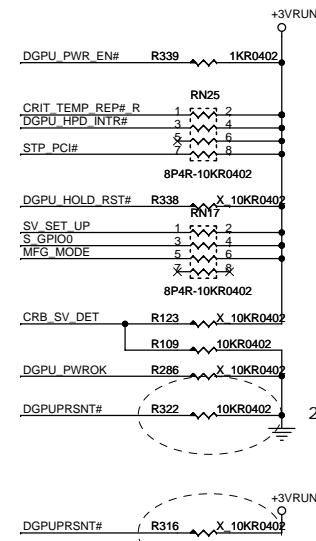 +3VRUN
DGPU_PWR_EN# R339 1KR0402
RN25
CRIT_TEMP_REP#_R 1 2
DGPU_HPD_INTR# 3 4
5 6
STP_PCI# 7 8
8P4R-10KR0402
DGPU_HOLD_RST# R338 X_10KR0402
RN17
SV_SET_UP 1 2
S_GPIO0 3 4
MFG_MODE 5 6
7 8
8P4R-10KR0402
CRB_SV_DET R123 X_10KR0402
R109 10KR0402
DGPU_PWROK R286 X_10KR0402
DGPUPRSNT# R322 10KR0402 2
+3VRUN
DGPUPRSNT# R316 X_10KR0402